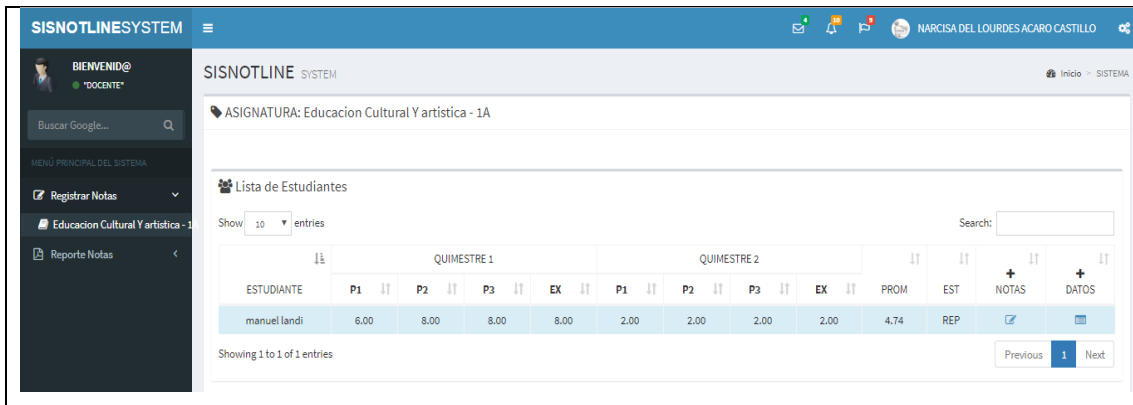 SISNOTLINESYSTEM
4 10 9 NARCISA DEL LOURDES ACARO CASTILLO
BIENVENID@
"DOCENTE"
SISNOTLINE SYSTEM
Inicio > SISTEMA
Buscar Google...
ASIGNATURA: Educacion Cultural Y artistica - 1A
MENÚ PRINCIPAL DEL SISTEMA
Registrar Notas
Educacion Cultural Y artistica - 1
Reporte Notas
Lista de Estudiantes
Show 10 entries
Search:
QUIMESTRE 1 QUIMESTRE 2
ESTUDIANTE P1 P2 P3 EX P1 P2 P3 EX PROM EST + NOTAS + DATOS
manuel landi 6.00 8.00 8.00 8.00 2.00 2.00 2.00 2.00 4.74 REP
Showing 1 to 1 of 1 entries
Previous 1 Next